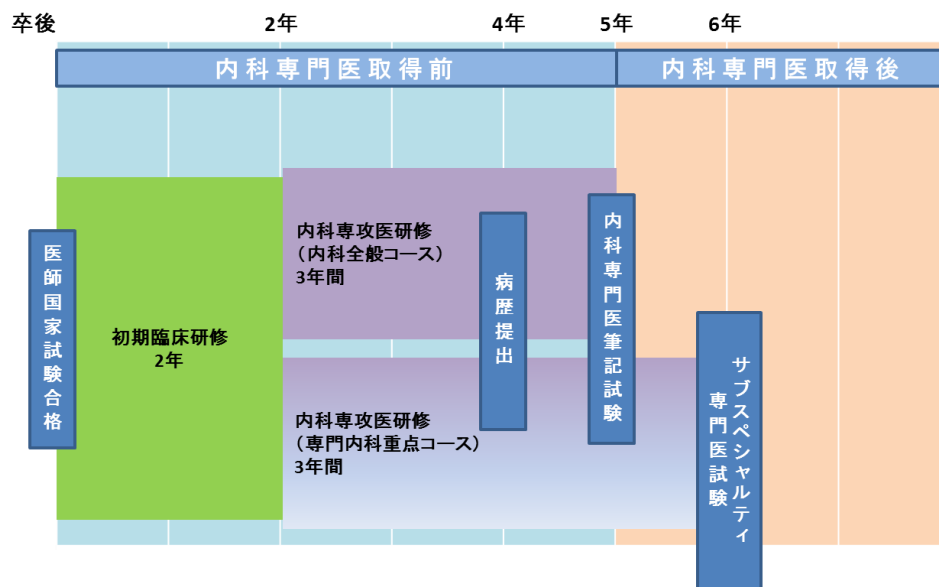 卒後 2年 4年 5年 6年
内科専門医取得前 内科専門医取得後
医師国家試験合格
初期臨床研修
2年
内科専攻医研修
（内科全般コース）
3年間
内科専攻医研修
（専門内科重点コース）
3年間
病歴提出
内科専門医筆記試験
サブスペシャルティ
専門医試験